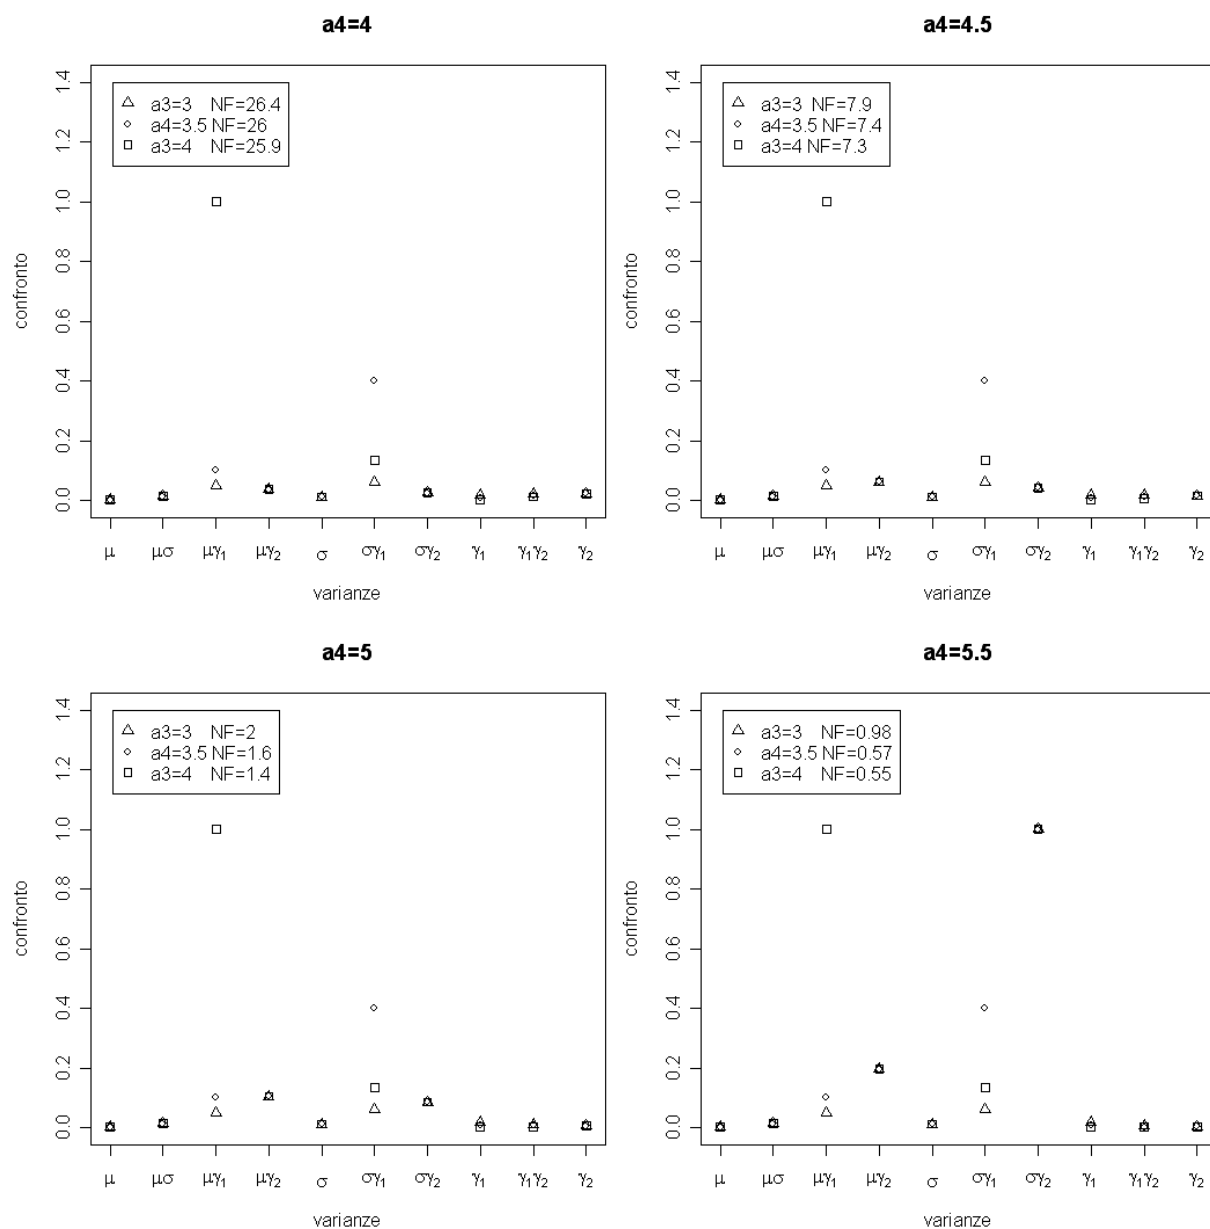 a4=4
confronto
0.0 0.2 0.4 0.6 0.8 1.0 1.2 1.4
a3=3 NF=26.4
a4=3.5 NF=26
a3=4 NF=25.9
μ μσ μγ₁ μγ₂ σ σγ₁ σγ₂ γ₁ γ₁γ₂ γ₂
varianze
a4=4.5
confronto
0.0 0.2 0.4 0.6 0.8 1.0 1.2 1.4
a3=3 NF=7.9
a4=3.5 NF=7.4
a3=4 NF=7.3
μ μσ μγ₁ μγ₂ σ σγ₁ σγ₂ γ₁ γ₁γ₂ γ₂
varianze
a4=5
confronto
0.0 0.2 0.4 0.6 0.8 1.0 1.2 1.4
a3=3 NF=2
a4=3.5 NF=1.6
a3=4 NF=1.4
μ μσ μγ₁ μγ₂ σ σγ₁ σγ₂ γ₁ γ₁γ₂ γ₂
varianze
a4=5.5
confronto
0.0 0.2 0.4 0.6 0.8 1.0 1.2 1.4
a3=3 NF=0.98
a4=3.5 NF=0.57
a3=4 NF=0.55
μ μσ μγ₁ μγ₂ σ σγ₁ σγ₂ γ₁ γ₁γ₂ γ₂
varianze